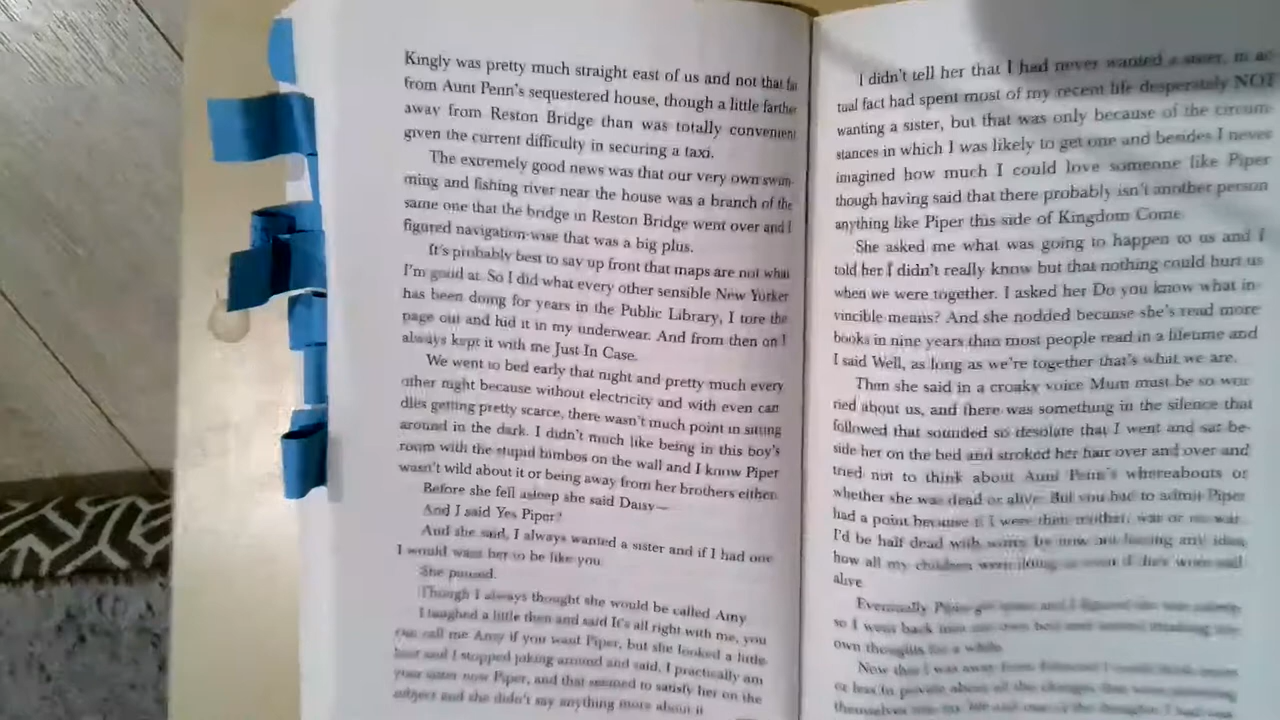 Kingly was pretty much straight east of us and not that far
from Aunt Penn's sequestered house, though a little farther
away from Reston Bridge than was totally convenient
given the current difficulty in securing a taxi.
The extremely good news was that our very own swim-
ming and fishing river near the house was a branch of the
same one that the bridge in Reston Bridge went over and I
figured navigation-wise that was a big plus.
It's probably best to say up front that maps are not what
I'm good at. So I did what every other sensible New Yorker
has been doing for years in the Public Library, I tore the
page out and hid it in my underwear. And from then on I
always kept it with me Just In Case.
We went to bed early that night and pretty much every
other night because without electricity and with even can
dles getting pretty scarce, there wasn't much point in sitting
around in the dark. I didn't much like being in this boy's
room with the stupid bimbos on the wall and I know Piper
wasn't wild about it or being away from her brothers either.
Before she fell asleep she said Daisy—
And I said Yes Piper?
And she said, I always wanted a sister and if I had one
I would want her to be like you.
She paused.
Though I always thought she would be called Amy
I laughed a little then and said It's all right with me, you
can call me Amy if you want Piper, but she looked a little
hurt and I stopped joking around and said, I practically am
your sister now Piper, and that seemed to satisfy her on the
subject and she didn't say anything more about it
I didn't tell her that I had never wanted a sister, in ac-
tual fact had spent most of my recent life desperately NOT
wanting a sister, but that was only because of the circum-
stances in which I was likely to get one and besides I never
imagined how much I could love someone like Piper
though having said that there probably isn't another person
anything like Piper this side of Kingdom Come.
She asked me what was going to happen to us and I
told her I didn't really know but that nothing could hurt us
when we were together. I asked her Do you know what in-
vincible means? And she nodded because she's read more
books in nine years than most people read in a lifetime and
I said Well, as long as we're together that's what we are.
Then she said in a croaky voice Mum must be so wor
ried about us, and there was something in the silence that
followed that sounded so desolate that I went and sat be-
side her on the bed and stroked her hair over and over and
tried not to think about Aunt Penn's whereabouts or
whether she was dead or alive. But you had to admit Piper
had a point because if I were their mother, war or no war,
I'd be half dead with worry by now not having any idea
how all my children were doing or even if they were still
alive
Eventually Piper
so I went back
own thoughts for a while
Now that I was away from
or less in private about all the changes that were
themselves